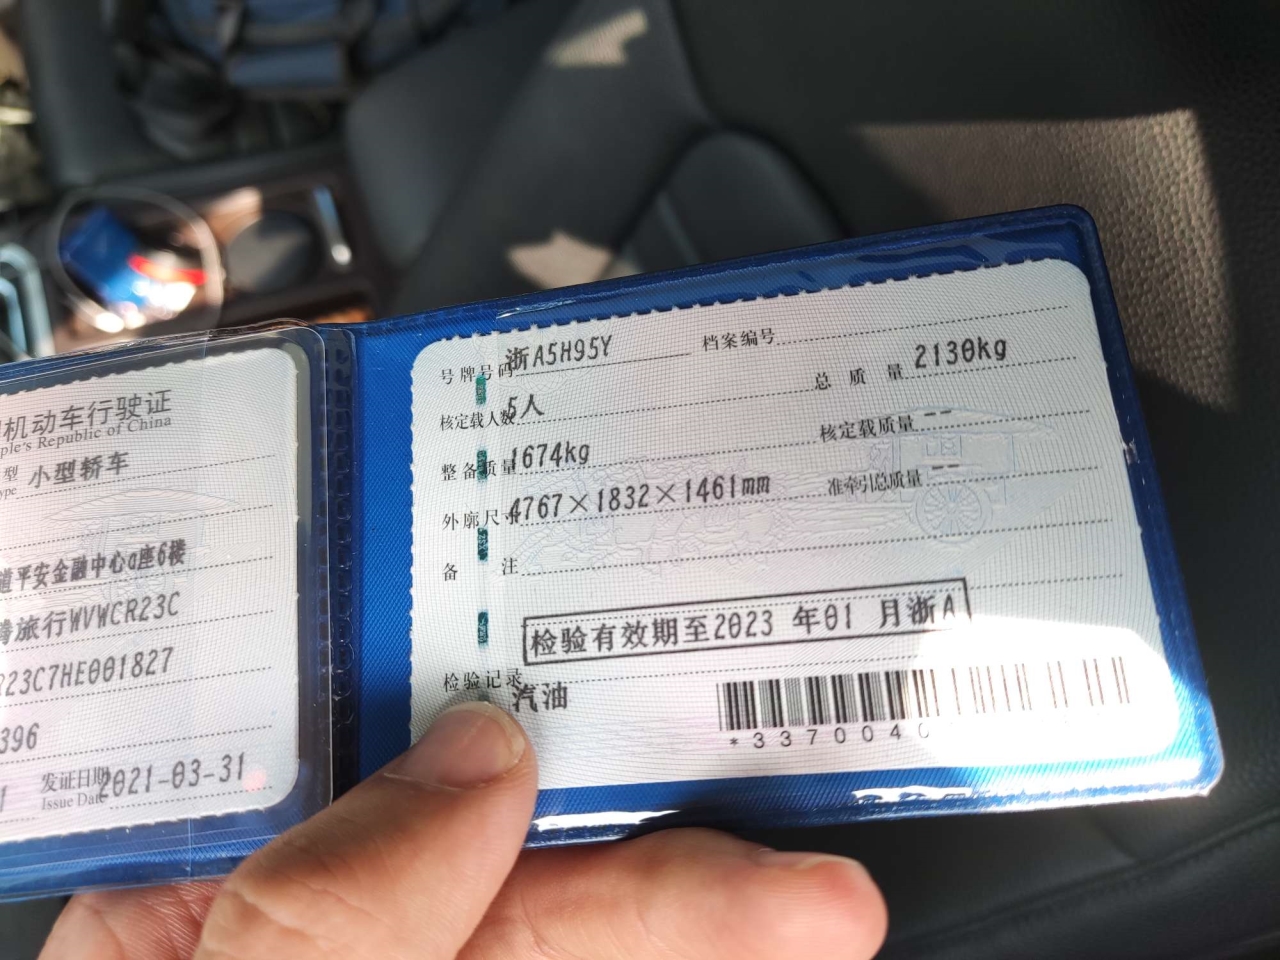 机动车行驶证
ple's Republic of China
型 小型轿车
ype
道平安金融中心a座6楼
腾旅行WVWCR23C
R23C7HE001827
396
发证日期 2021-03-31
Issue Date
号牌号码 浙A5H95Y 档案编号
核定载人数 5人 总质量 2130kg
整备质量 1674kg 核定载质量 --
外廓尺寸 4767×1832×1461mm 准牵引总质量 --
备注
检验有效期至2023 年01 月浙A
检验记录
汽油
*3370040